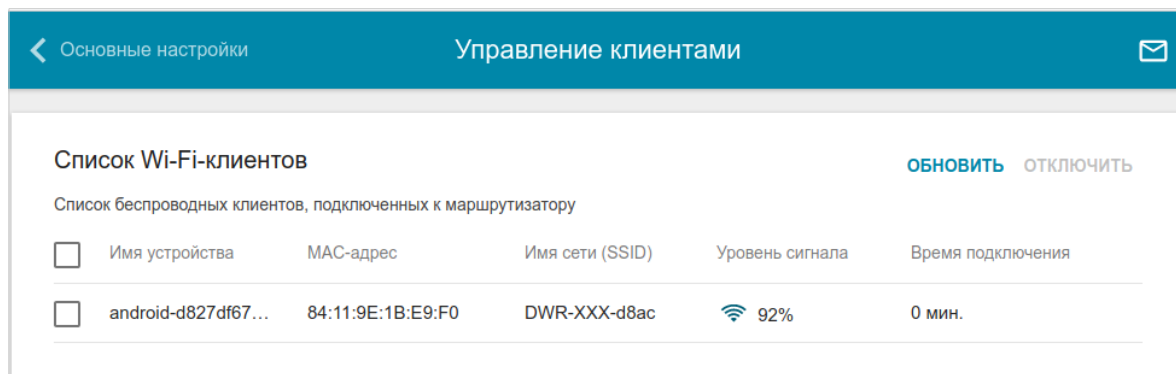 Основные настройки Управление клиентами
Список Wi-Fi-клиентов ОБНОВИТЬ ОТКЛЮЧИТЬ
Список беспроводных клиентов, подключенных к маршрутизатору
Имя устройства MAC-адрес Имя сети (SSID) Уровень сигнала Время подключения
android-d827df67... 84:11:9E:1B:E9:F0 DWR-XXX-d8ac 92% 0 мин.